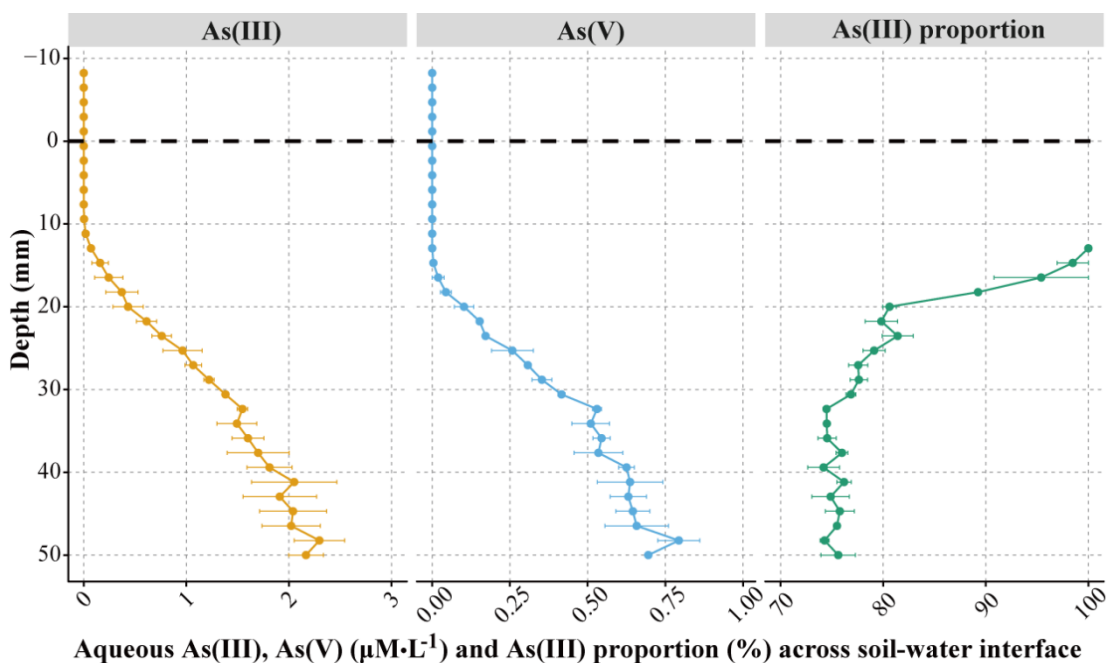 As(III) As(V) As(III) proportion
−10
0
10
20
30
40
50
Depth (mm)
0 1 2 3 0.00 0.25 0.50 0.75 1.00 70 80 90 100
Aqueous As(III), As(V) (μM·L⁻¹) and As(III) proportion (%) across soil-water interface